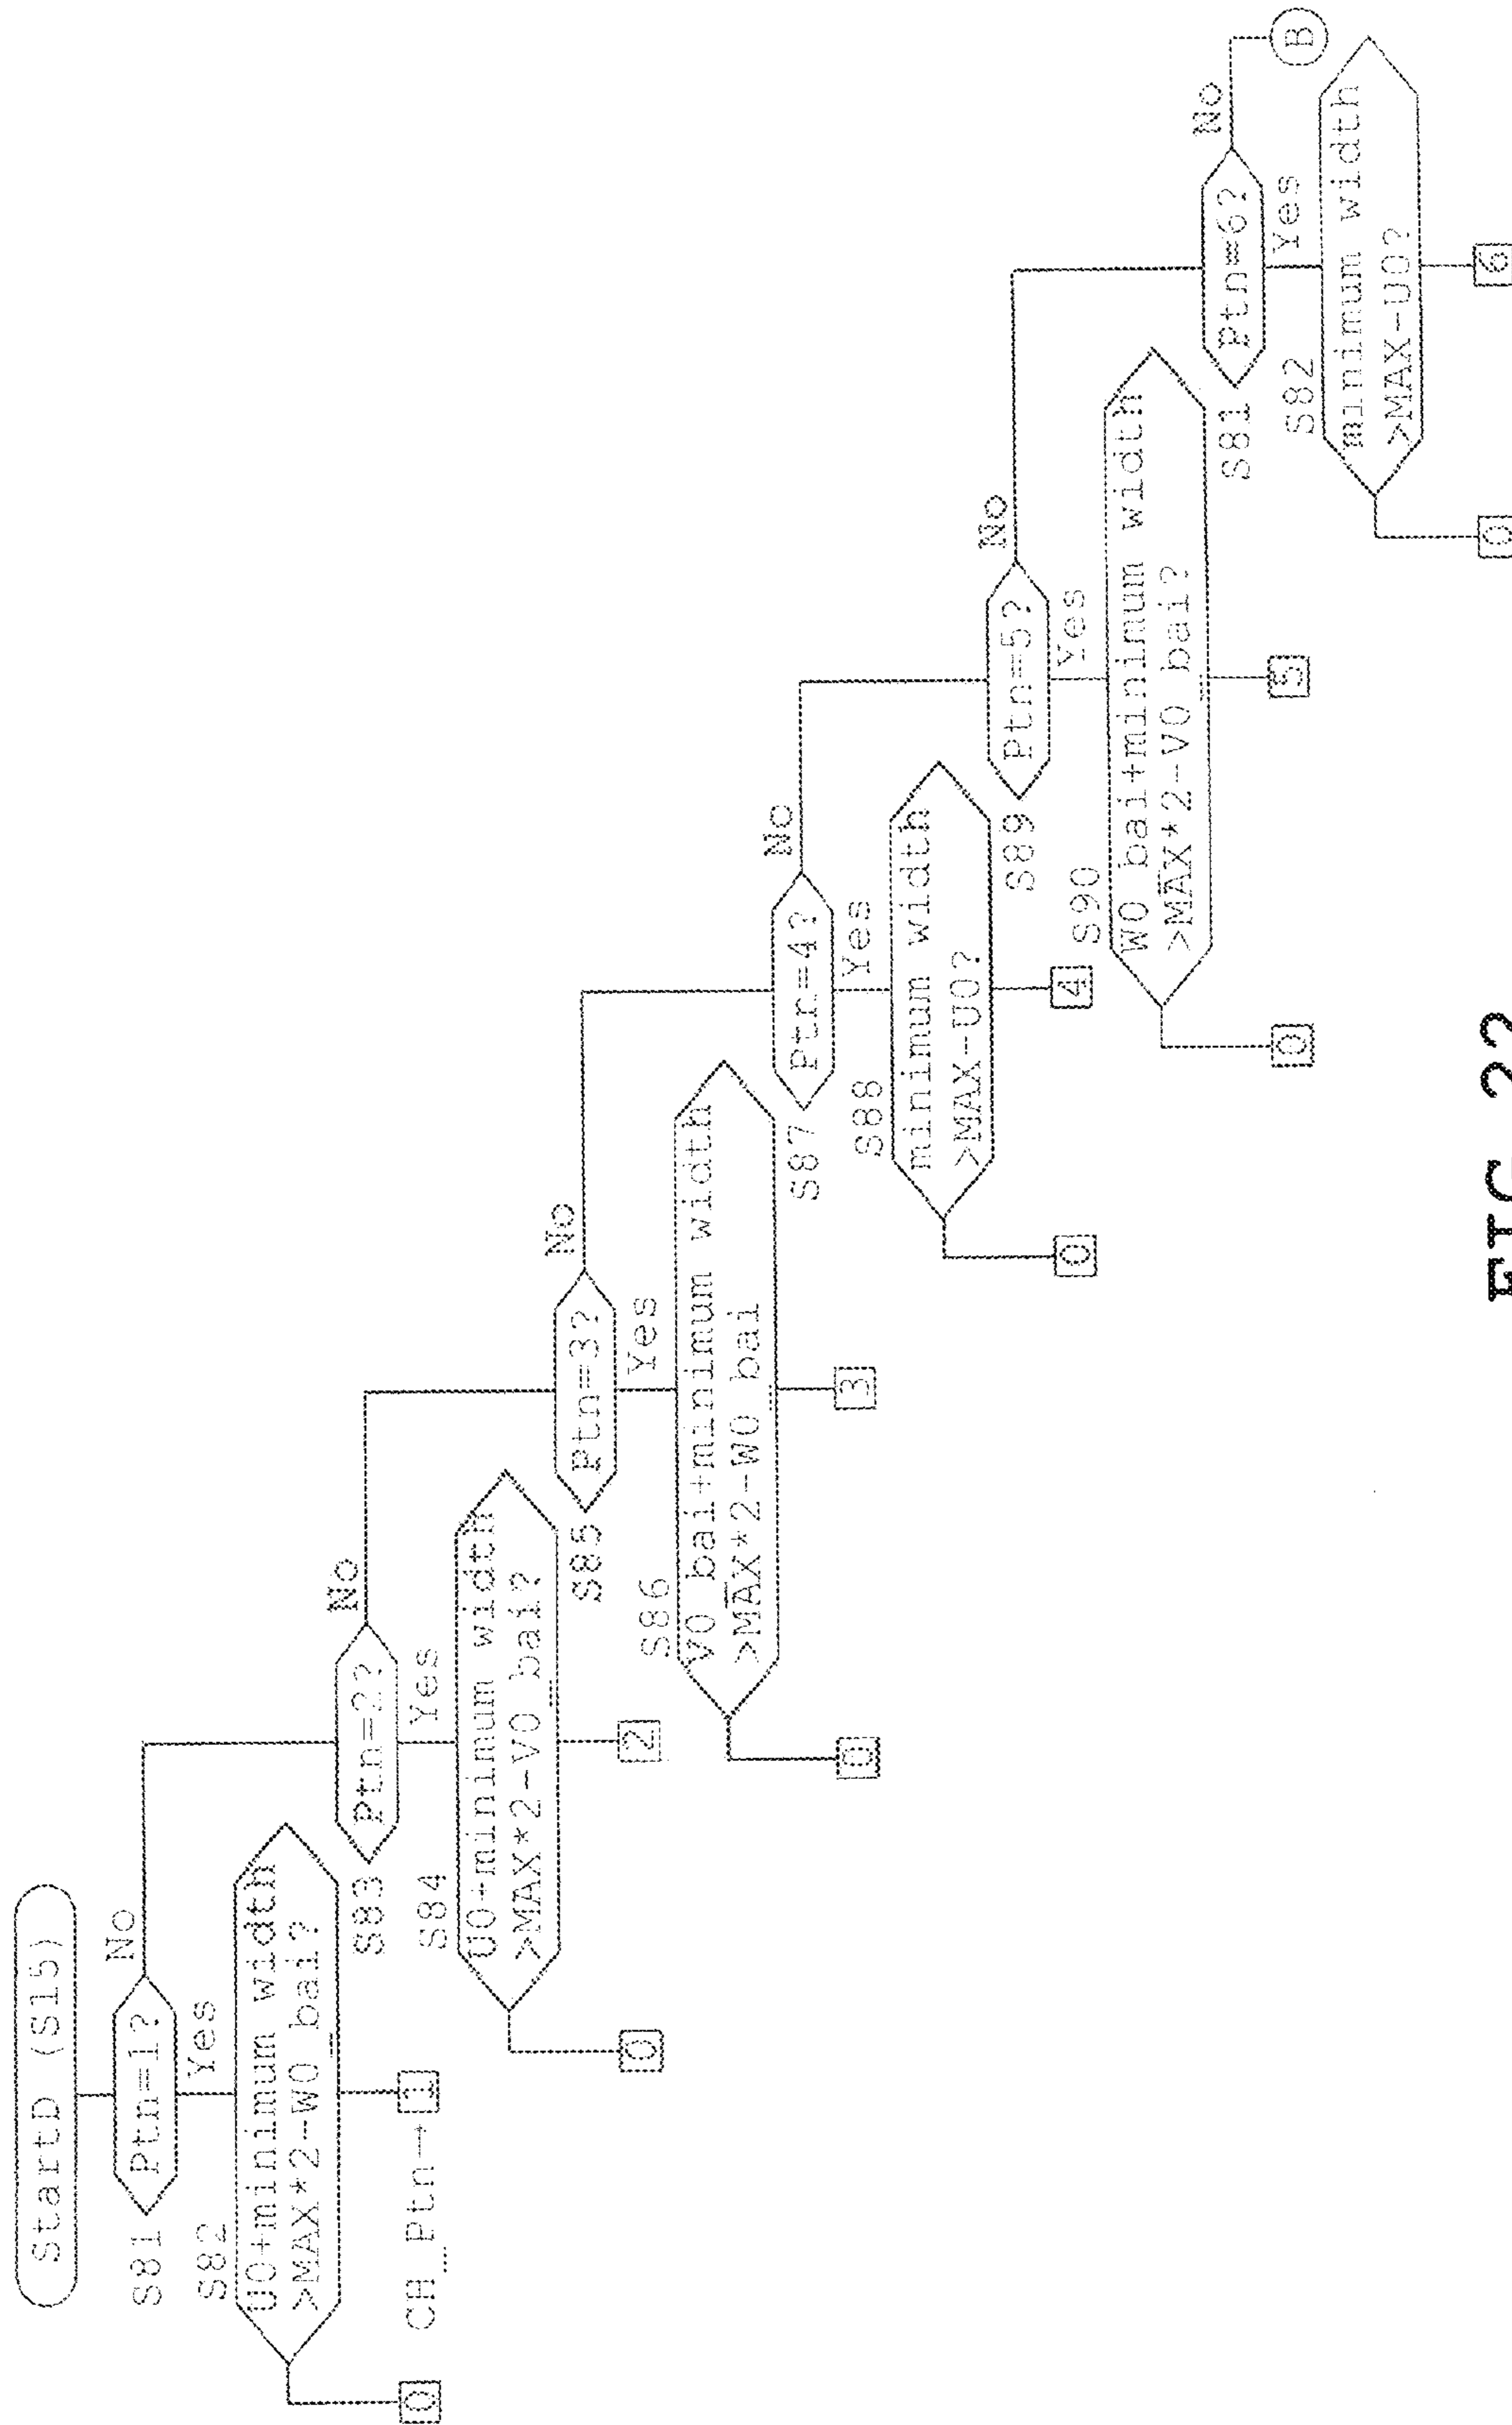 StartD (S15)
S81
Ptn=1?
No
Yes
S82
U0+minimum width
>MAX*2-W0_bai?
0
CH_Ptn→
1
S83
Ptn=2?
No
Yes
S84
U0+minimum width
>MAX*2-V0_bai?
0
2
S85
Ptn=3?
No
Yes
S86
V0_bai+minimum width
>MAX*2-W0_bai
0
3
S87
Ptn=4?
No
Yes
S88
minimum width
>MAX-U0?
0
4
S89
Ptn=5?
No
Yes
S90
W0_bai+minimum width
>MAX*2-V0_bai?
0
5
S81
Ptn=6?
No
B
Yes
S82
minimum width
>MAX-U0?
0
6
FIG.22